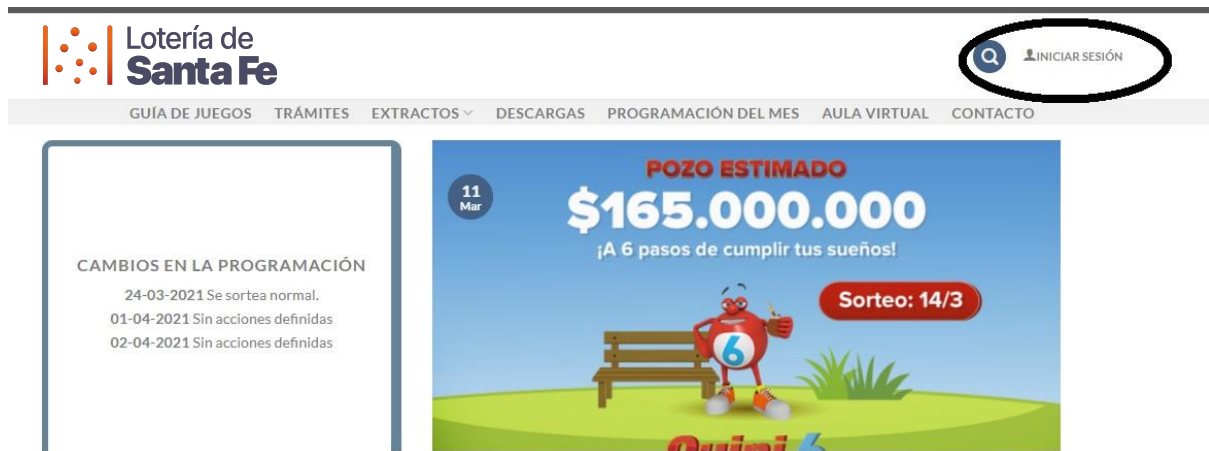 Lotería de
Santa Fe
INICIAR SESIÓN
GUÍA DE JUEGOS TRÁMITES EXTRACTOS DESCARGAS PROGRAMACIÓN DEL MES AULA VIRTUAL CONTACTO
CAMBIOS EN LA PROGRAMACIÓN
24-03-2021 Se sortea normal.
01-04-2021 Sin acciones definidas
02-04-2021 Sin acciones definidas
11
Mar
POZO ESTIMADO
$165.000.000
¡A 6 pasos de cumplir tus sueños!
Sorteo: 14/3
6
Quini 6